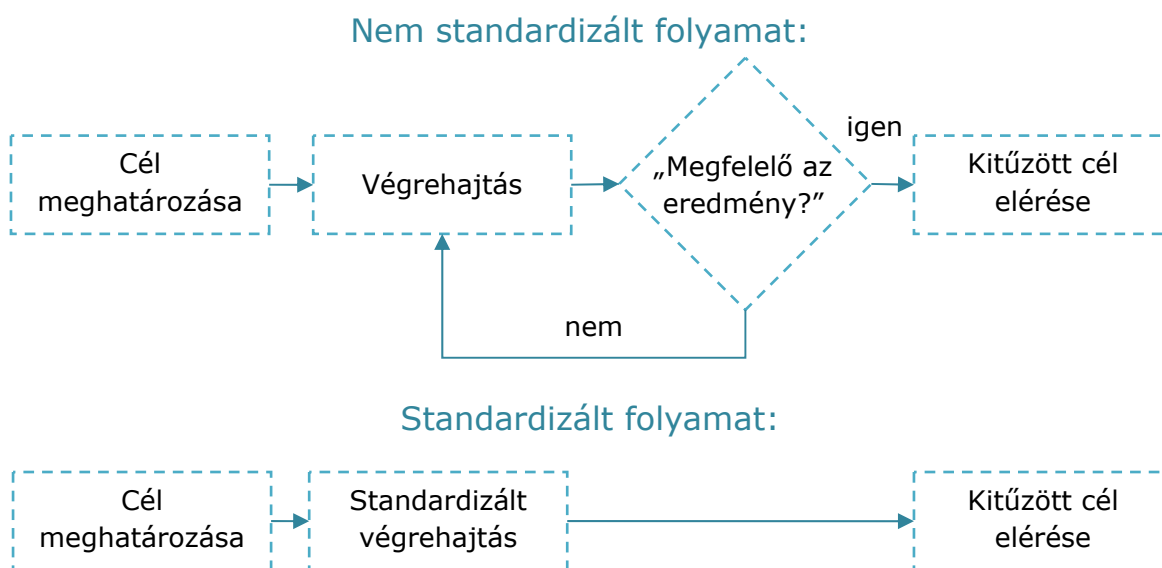 Nem standardizált folyamat:
Cél
meghatározása
Végrehajtás
„Megfelelő az
eredmény?”
igen
Kitűzött cél
elérése
nem
Standardizált folyamat:
Cél
meghatározása
Standardizált
végrehajtás
Kitűzött cél
elérése